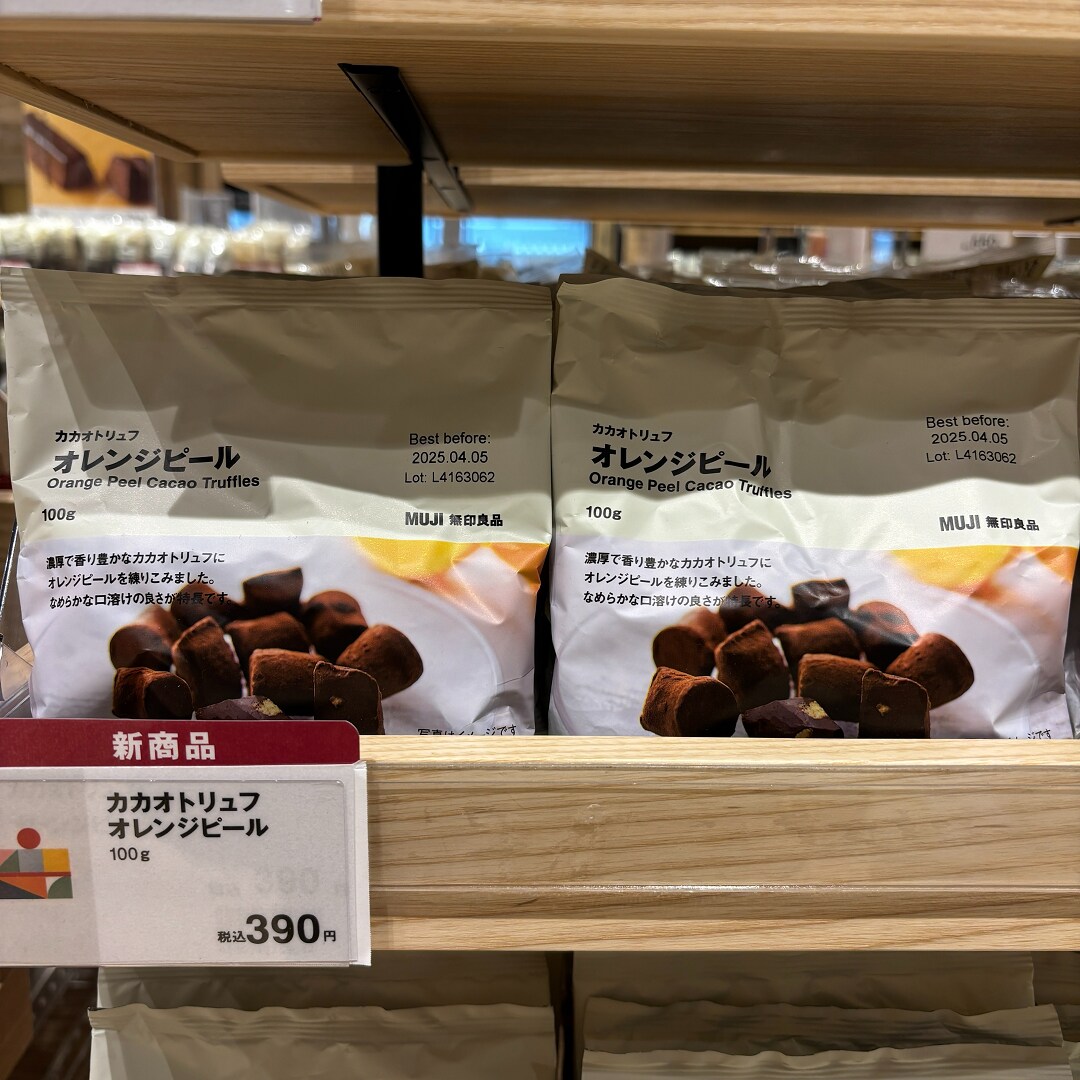 カカオトリュフ
オレンジピール
Orange Peel Cacao Truffles
100g
Best before:
2025.04.05
Lot: L4163062
MUJI 無印良品
濃厚で香り豊かなカカオトリュフに
オレンジピールを練りこみました。
なめらかな口溶けの良さが特長です。
写真はイメージです
カカオトリュフ
オレンジピール
Orange Peel Cacao Truffles
100g
Best before:
2025.04.05
Lot: L4163062
MUJI 無印良品
濃厚で香り豊かなカカオトリュフに
オレンジピールを練りこみました。
なめらかな口溶けの良さが特長です。
新商品
カカオトリュフ
オレンジピール
100g
税込390円